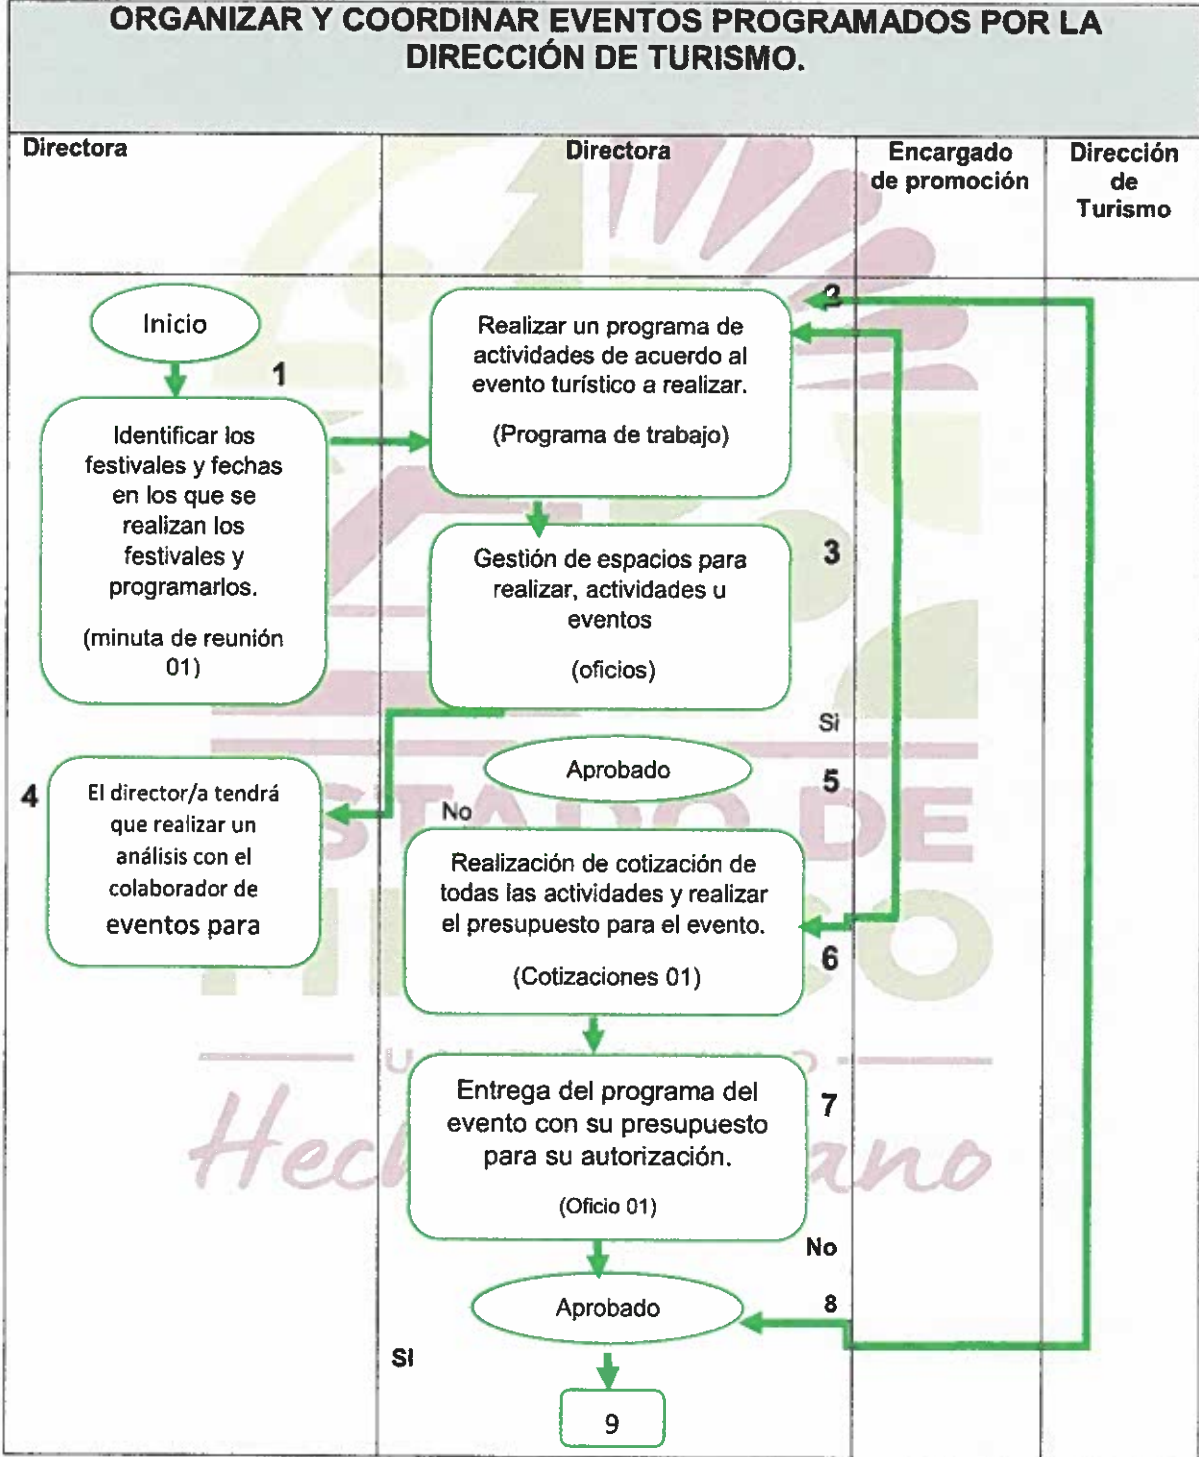 ORGANIZAR Y COORDINAR EVENTOS PROGRAMADOS POR LA
DIRECCIÓN DE TURISMO.
Directora
Directora
Encargado
de promoción
Dirección
de
Turismo
Inicio
1
Identificar los
festivales y fechas
en los que se
realizan los
festivales y
programarlos.
(minuta de reunión
01)
2
Realizar un programa de
actividades de acuerdo al
evento turístico a realizar.
(Programa de trabajo)
3
Gestión de espacios para
realizar, actividades u
eventos
(oficios)
Si
4
El director/a tendrá
que realizar un
análisis con el
colaborador de
eventos para
Aprobado
5
No
Realización de cotización de
todas las actividades y realizar
el presupuesto para el evento.
(Cotizaciones 01)
6
Entrega del programa del
evento con su presupuesto
para su autorización.
(Oficio 01)
7
No
Aprobado
8
SI
9